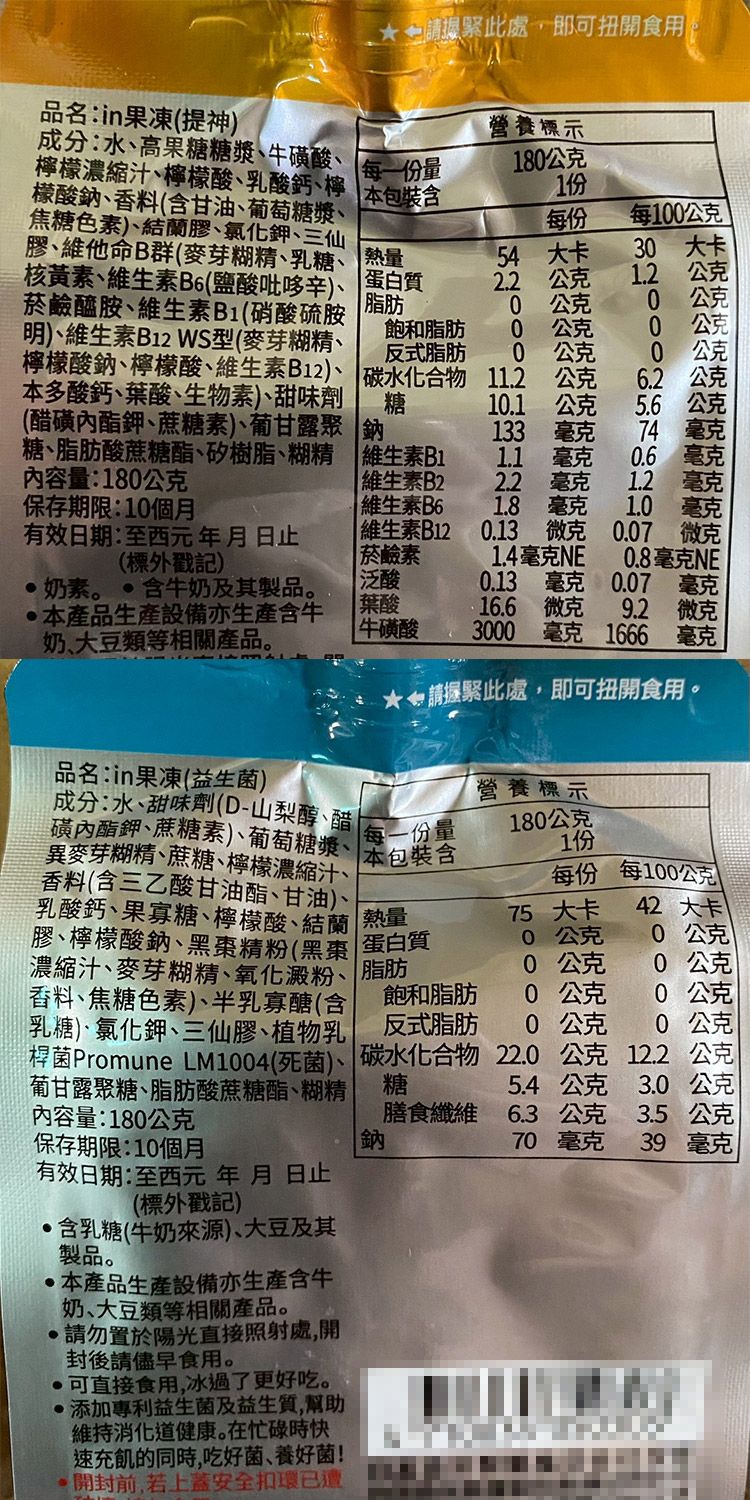 ★←請握緊此處，即可扭開食用。
品名:in果凍(提神)
成分:水、高果糖糖漿、牛磺酸、
檸檬濃縮汁、檸檬酸、乳酸鈣、檸
檬酸鈉、香料(含甘油、葡萄糖漿、
焦糖色素)、結蘭膠、氯化鉀、三仙
膠、維他命B群(麥芽糊精、乳糖、
核黃素、維生素B6(鹽酸吡哆辛)、
菸鹼醯胺、維生素B1(硝酸硫胺
明)、維生素B12 WS型(麥芽糊精、
檸檬酸鈉、檸檬酸、維生素B12)、
本多酸鈣、葉酸、生物素)、甜味劑
(醋磺內酯鉀、蔗糖素)、葡甘露聚
糖、脂肪酸蔗糖酯、矽樹脂、糊精
內容量:180公克
保存期限:10個月
有效日期:至西元 年 月 日止
(標外戳記)
•奶素。 •含牛奶及其製品。
•本產品生產設備亦生產含牛
奶、大豆類等相關產品。
營養標示
每一份量 180公克
本包裝含 1份
每份 每100公克
熱量 54 大卡 30 大卡
蛋白質 2.2 公克 1.2 公克
脂肪 0 公克 0 公克
飽和脂肪 0 公克 0 公克
反式脂肪 0 公克 0 公克
碳水化合物 11.2 公克 6.2 公克
糖 10.1 公克 5.6 公克
鈉 133 毫克 74 毫克
維生素B1 1.1 毫克 0.6 毫克
維生素B2 2.2 毫克 1.2 毫克
維生素B6 1.8 毫克 1.0 毫克
維生素B12 0.13 微克 0.07 微克
菸鹼素 1.4毫克NE 0.8毫克NE
泛酸 0.13 毫克 0.07 毫克
葉酸 16.6 微克 9.2 微克
牛磺酸 3000 毫克 1666 毫克
★←請握緊此處，即可扭開食用。
品名:in果凍(益生菌)
成分:水、甜味劑(D-山梨醇、醋
磺內酯鉀、蔗糖素)、葡萄糖漿、
異麥芽糊精、蔗糖、檸檬濃縮汁、
香料(含三乙酸甘油酯、甘油)、
乳酸鈣、果寡糖、檸檬酸、結蘭
膠、檸檬酸鈉、黑棗精粉(黑棗
濃縮汁、麥芽糊精、氧化澱粉、
香料、焦糖色素)、半乳寡醣(含
乳糖)、氯化鉀、三仙膠、植物乳
桿菌Promune LM1004(死菌)、
葡甘露聚糖、脂肪酸蔗糖酯、糊精
內容量:180公克
保存期限:10個月
有效日期:至西元 年 月 日止
(標外戳記)
•含乳糖(牛奶來源)、大豆及其
製品。
•本產品生產設備亦生產含牛
奶、大豆類等相關產品。
•請勿置於陽光直接照射處,開
封後請儘早食用。
•可直接食用,冰過了更好吃。
•添加專利益生菌及益生質,幫助
維持消化道健康。在忙碌時快
速充飢的同時,吃好菌、養好菌!
•開封前,若上蓋安全扣環已遭
營養標示
每一份量 180公克
本包裝含 1份
每份 每100公克
熱量 75 大卡 42 大卡
蛋白質 0 公克 0 公克
脂肪 0 公克 0 公克
飽和脂肪 0 公克 0 公克
反式脂肪 0 公克 0 公克
碳水化合物 22.0 公克 12.2 公克
糖 5.4 公克 3.0 公克
膳食纖維 6.3 公克 3.5 公克
鈉 70 毫克 39 毫克